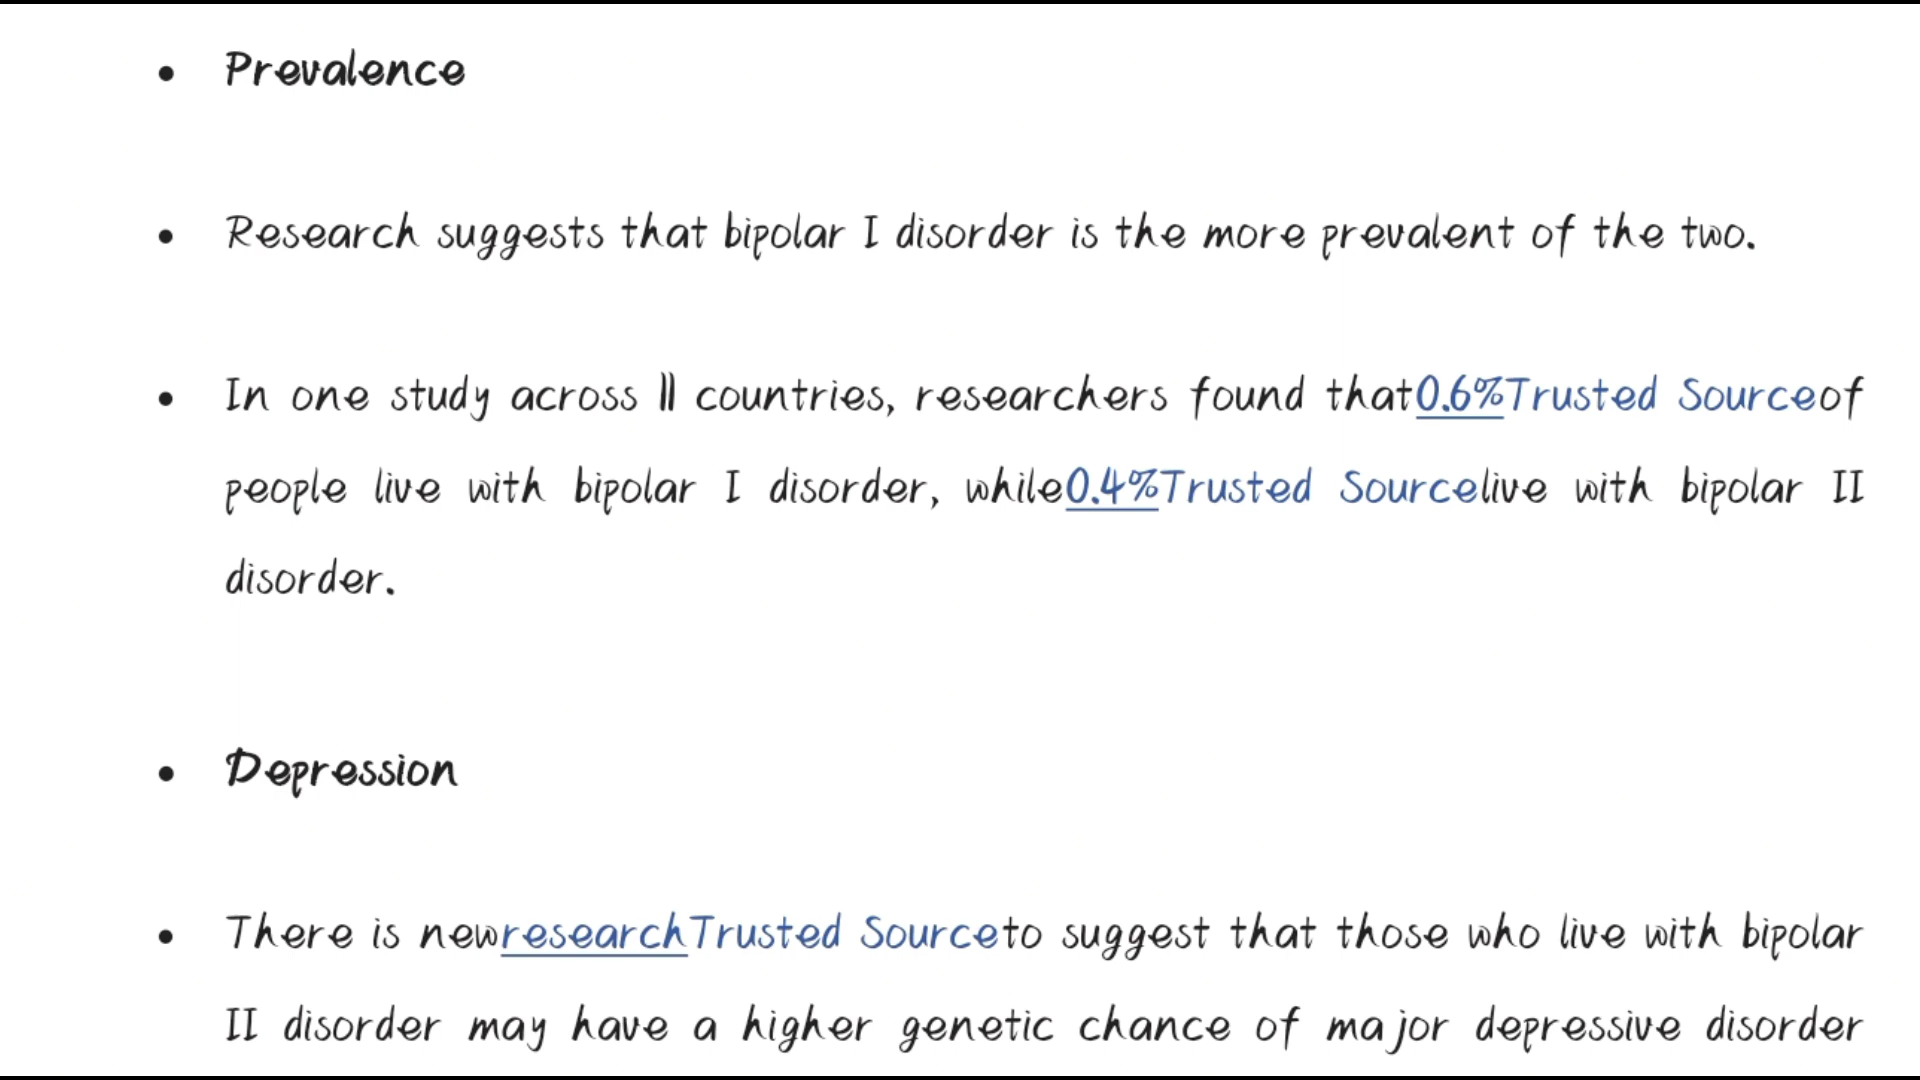 • Prevalence
• Research suggests that bipolar I disorder is the more prevalent of the two.
• In one study across 11 countries, researchers found that0.6%Trusted Sourceof
people live with bipolar I disorder, while0.4%Trusted Sourcelive with bipolar II
disorder.
• Depression
• There is newresearchTrusted Sourceto suggest that those who live with bipolar
II disorder may have a higher genetic chance of major depressive disorder